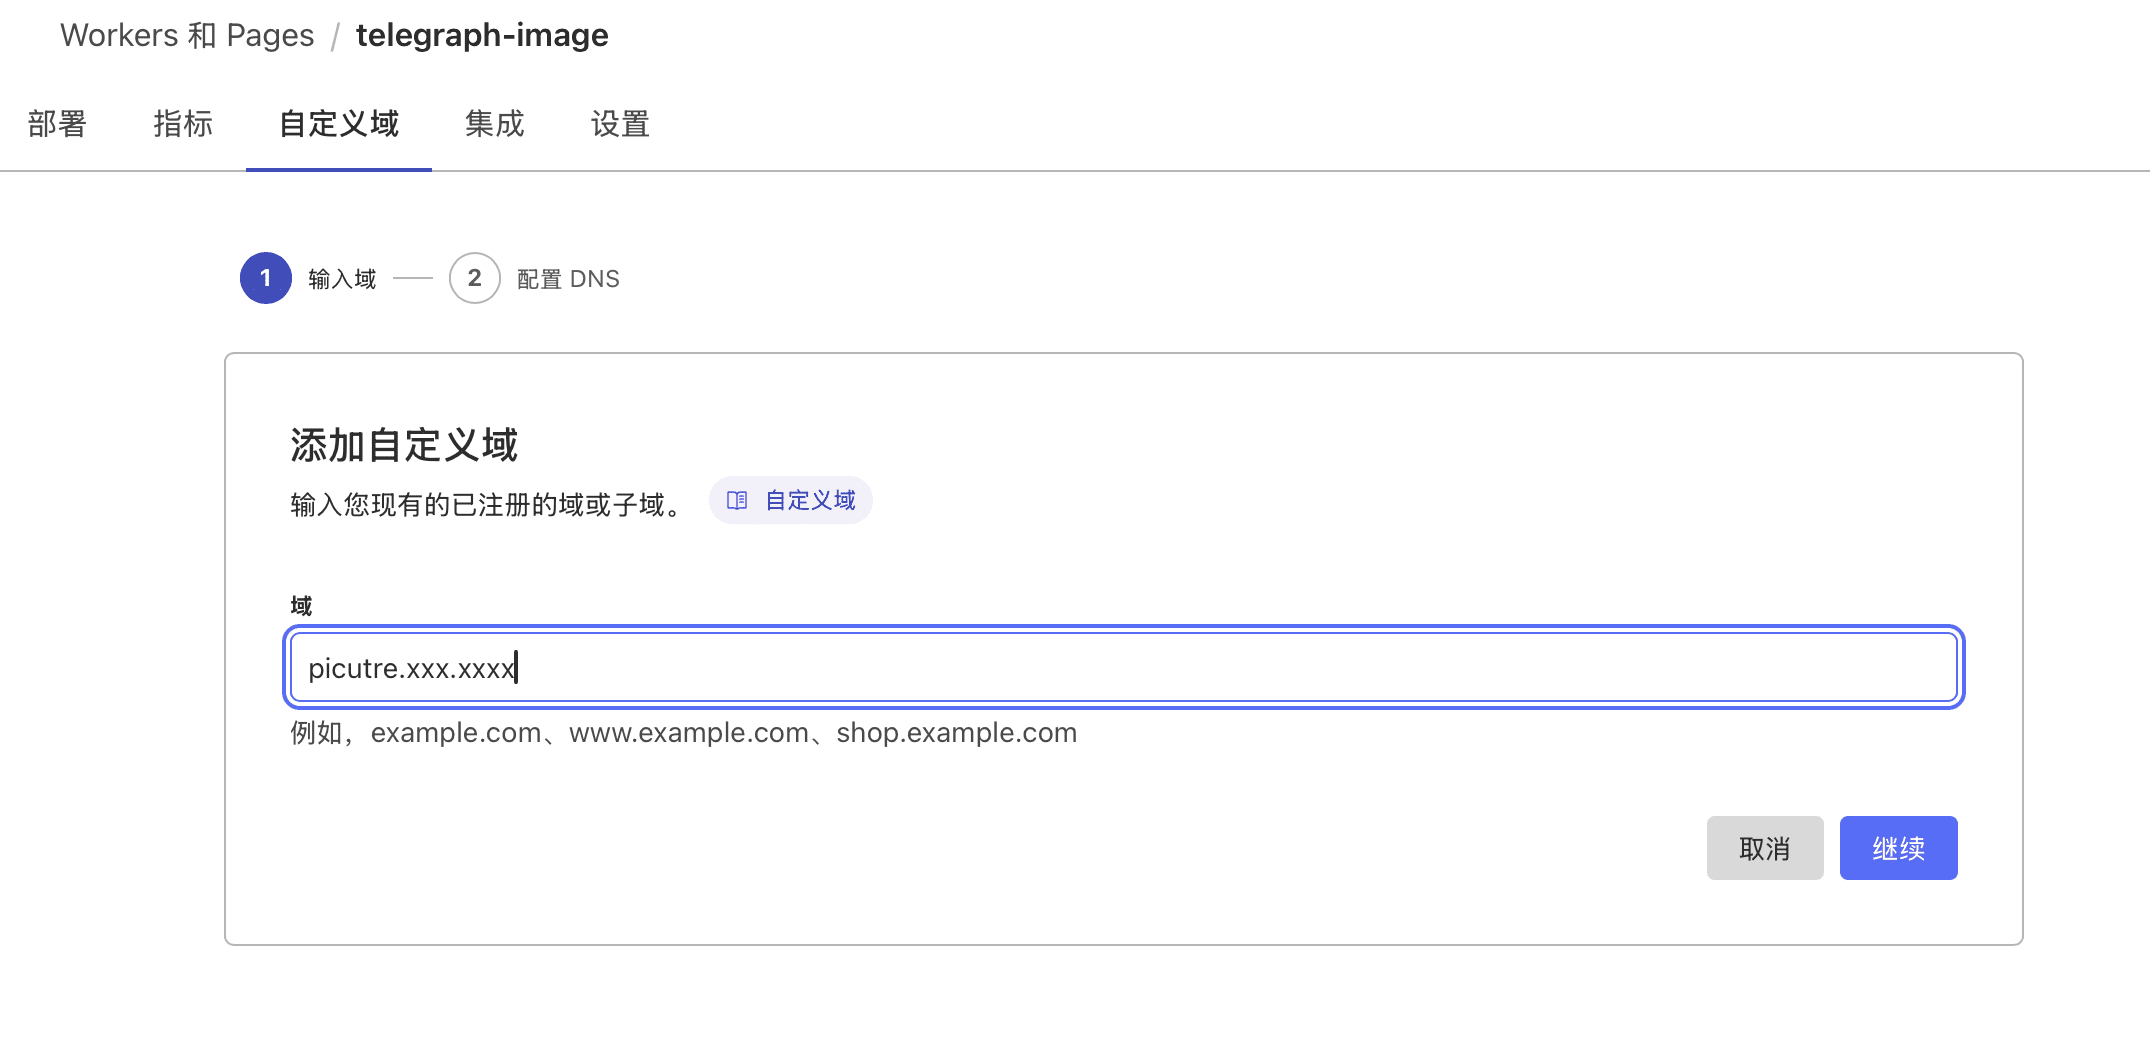 Workers 和 Pages / telegraph-image
部署 指标 自定义域 集成 设置
1 输入域 2 配置 DNS
添加自定义域
输入您现有的已注册的域或子域。 自定义域
域
picutre.xxx.xxxx
例如，example.com、www.example.com、shop.example.com
取消 继续